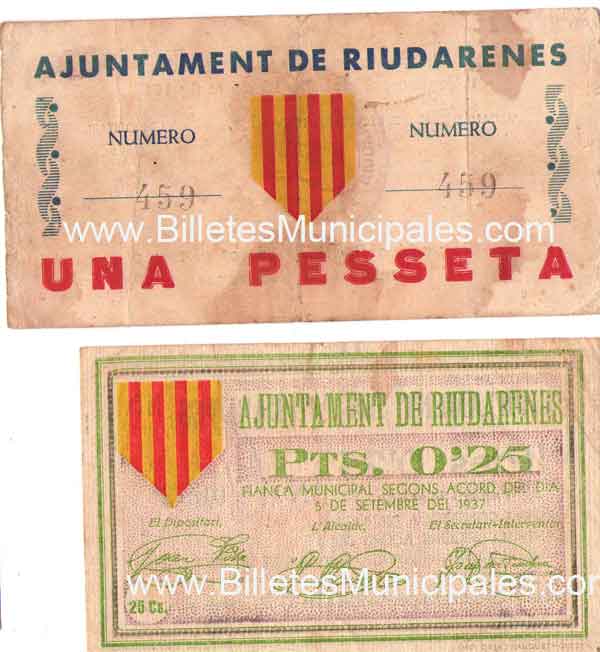 AJUNTAMENT DE RIUDARENES
NUMERO NUMERO
459 459
www.BilletesMunicipales.com
UNA PESSETA
AJUNTAMENT DE RIUDARENES
PTS. 0'25
FIANÇA MUNICIPAL SEGONS ACORD DEL DIA
5 DE SETEMBRE DEL 1937
El Dipositari, L'Alcalde, El Secretari-Interventor
www.BilletesMunicipales.com
25 Cs.